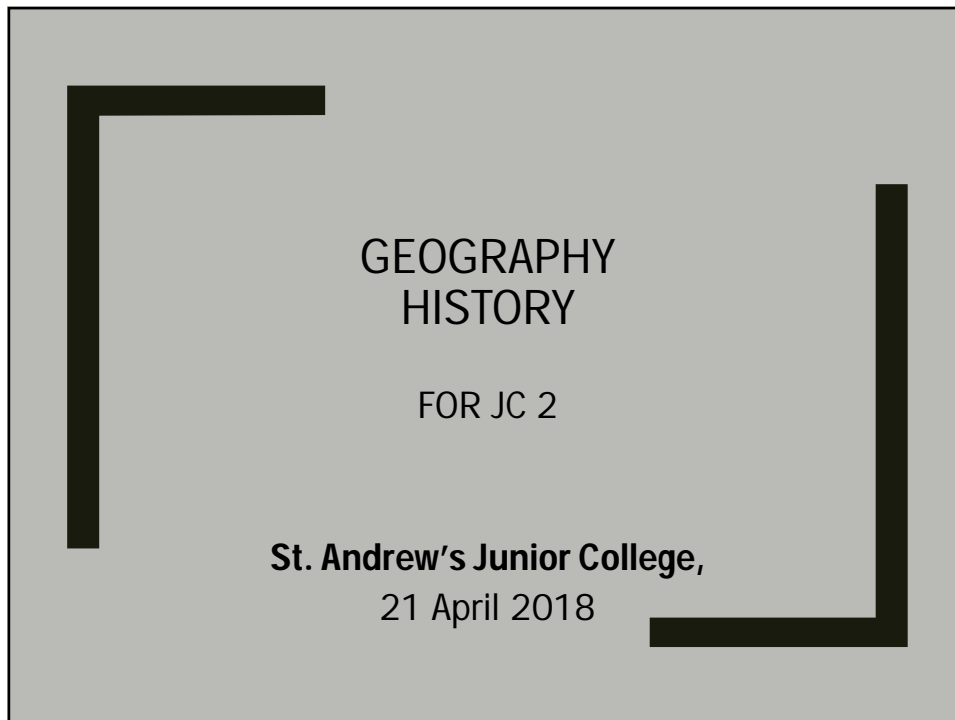 GEOGRAPHY
HISTORY
FOR JC 2
St. Andrew's Junior College,
21 April 2018